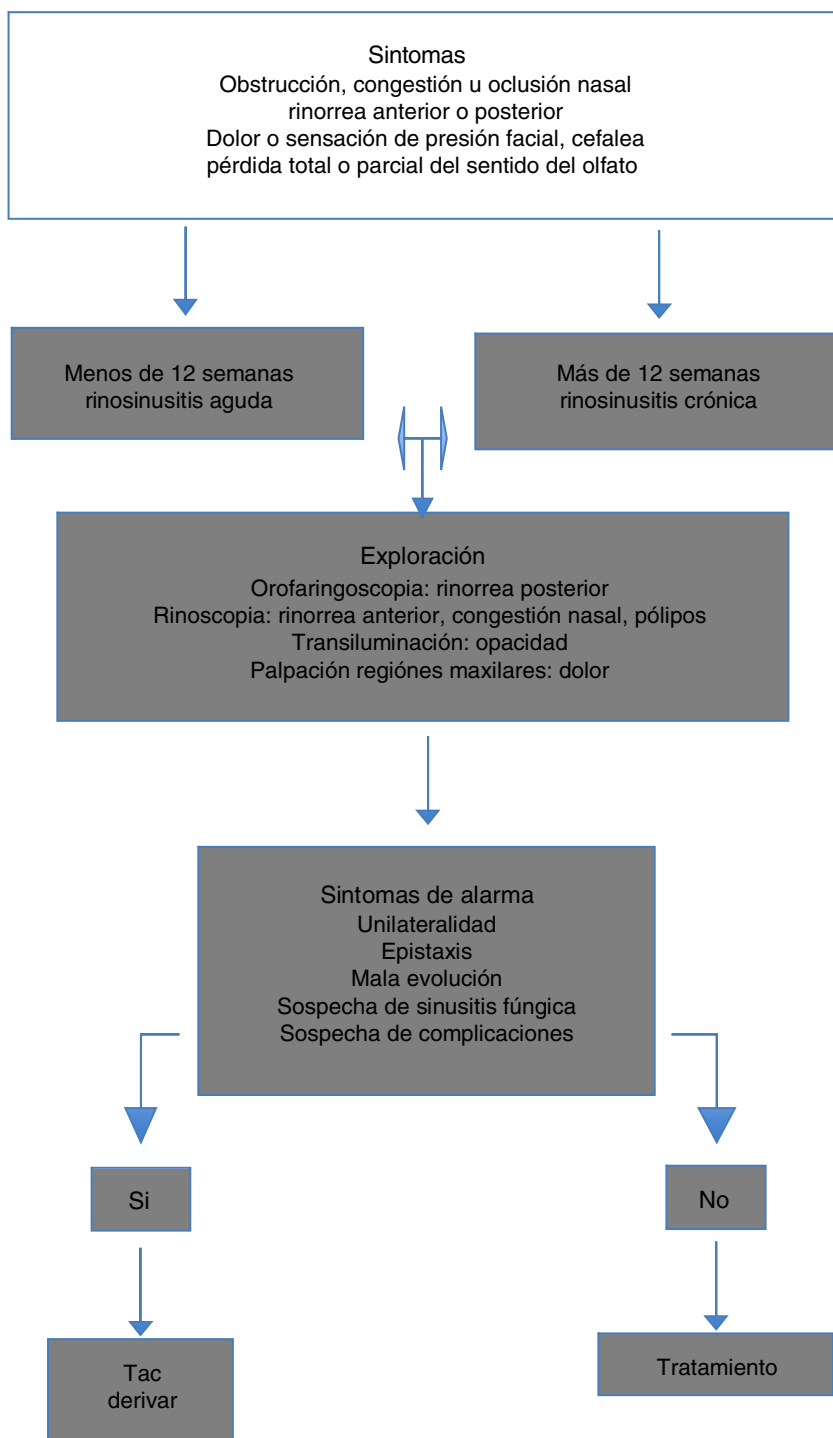 Sintomas
Obstrucción, congestión u oclusión nasal
rinorrea anterior o posterior
Dolor o sensación de presión facial, cefalea
pérdida total o parcial del sentido del olfato
Menos de 12 semanas
rinosinusitis aguda
Más de 12 semanas
rinosinusitis crónica
Exploración
Orofaringoscopia: rinorrea posterior
Rinoscopia: rinorrea anterior, congestión nasal, pólipos
Transiluminación: opacidad
Palpación regiónes maxilares: dolor
Sintomas de alarma
Unilateralidad
Epistaxis
Mala evolución
Sospecha de sinusitis fúngica
Sospecha de complicaciones
Si
No
Tac
derivar
Tratamiento